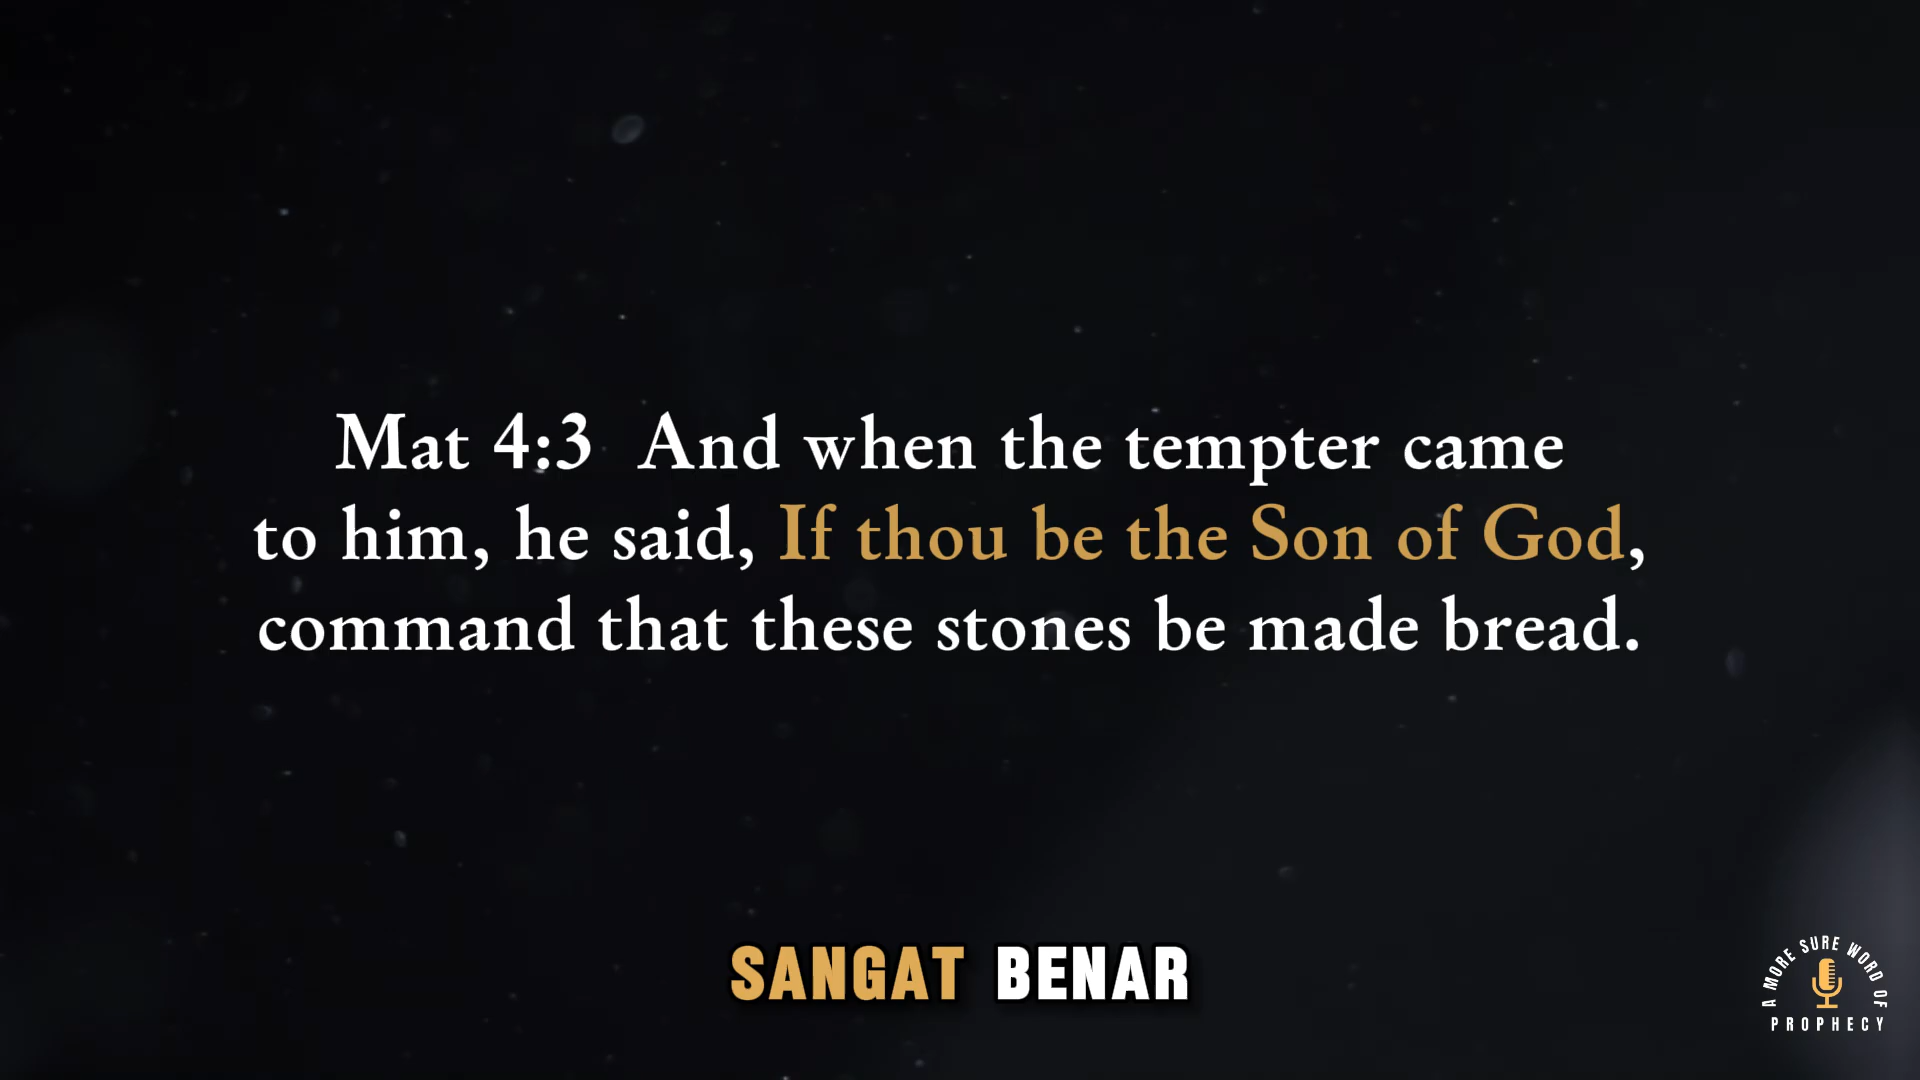 Mat 4:3  And when the tempter came
to him, he said, If thou be the Son of God,
command that these stones be made bread.
SANGAT BENAR
A MORE SURE WORD OF
PROPHECY